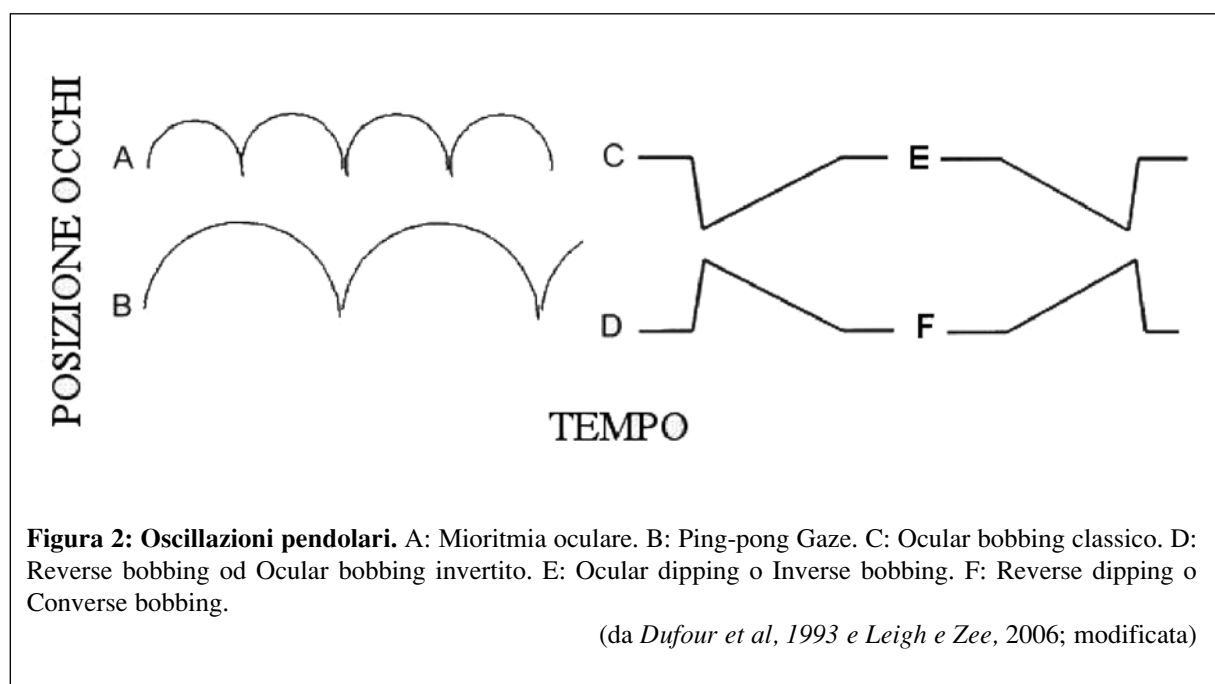 POSIZIONE OCCHI
A
B
C
D
E
F
TEMPO
Figura 2: Oscillazioni pendolari. A: Mioritmia oculare. B: Ping-pong Gaze. C: Ocular bobbing classico. D:
Reverse bobbing od Ocular bobbing invertito. E: Ocular dipping o Inverse bobbing. F: Reverse dipping o
Converse bobbing.
(da Dufour et al, 1993 e Leigh e Zee, 2006; modificata)